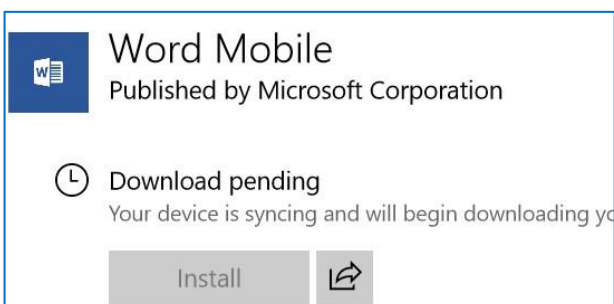 Word Mobile
Published by Microsoft Corporation
Download pending
Your device is syncing and will begin downloading
Install